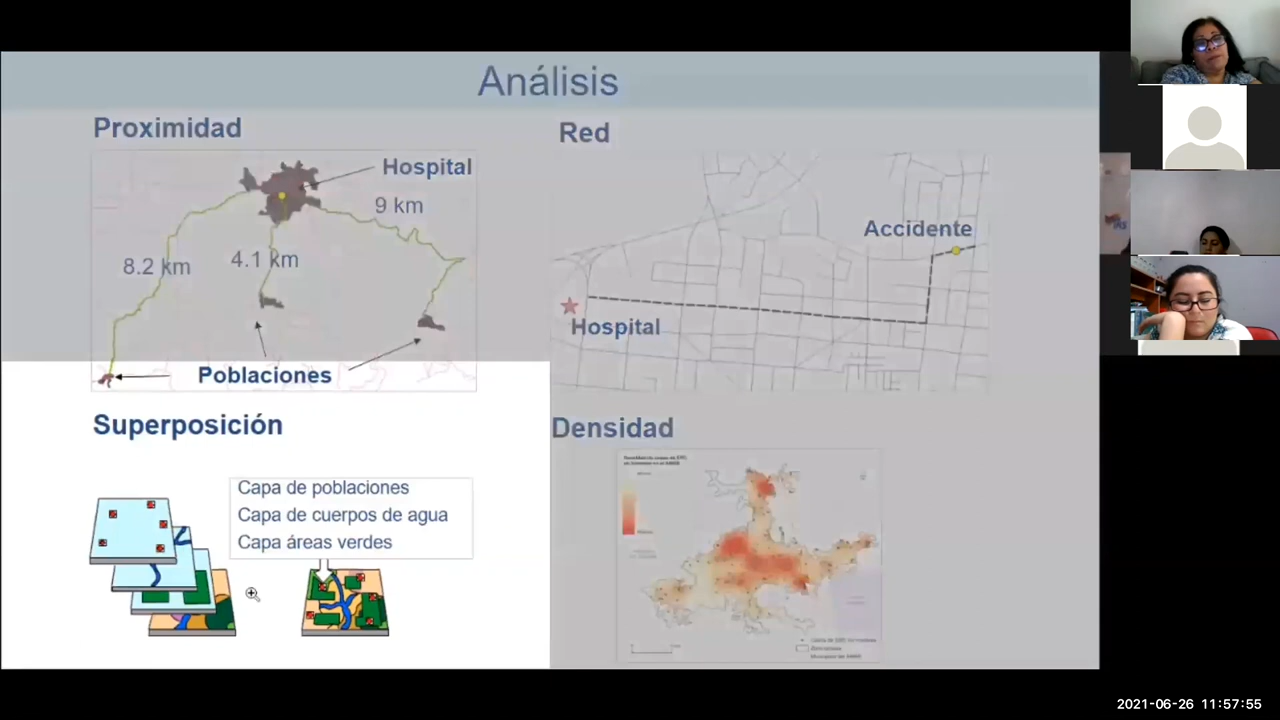 Análisis
Proximidad
Hospital
9 km
8.2 km
4.1 km
Poblaciones
Red
Accidente
Hospital
Superposición
Capa de poblaciones
Capa de cuerpos de agua
Capa áreas verdes
Densidad
2021-06-26 11:57:55